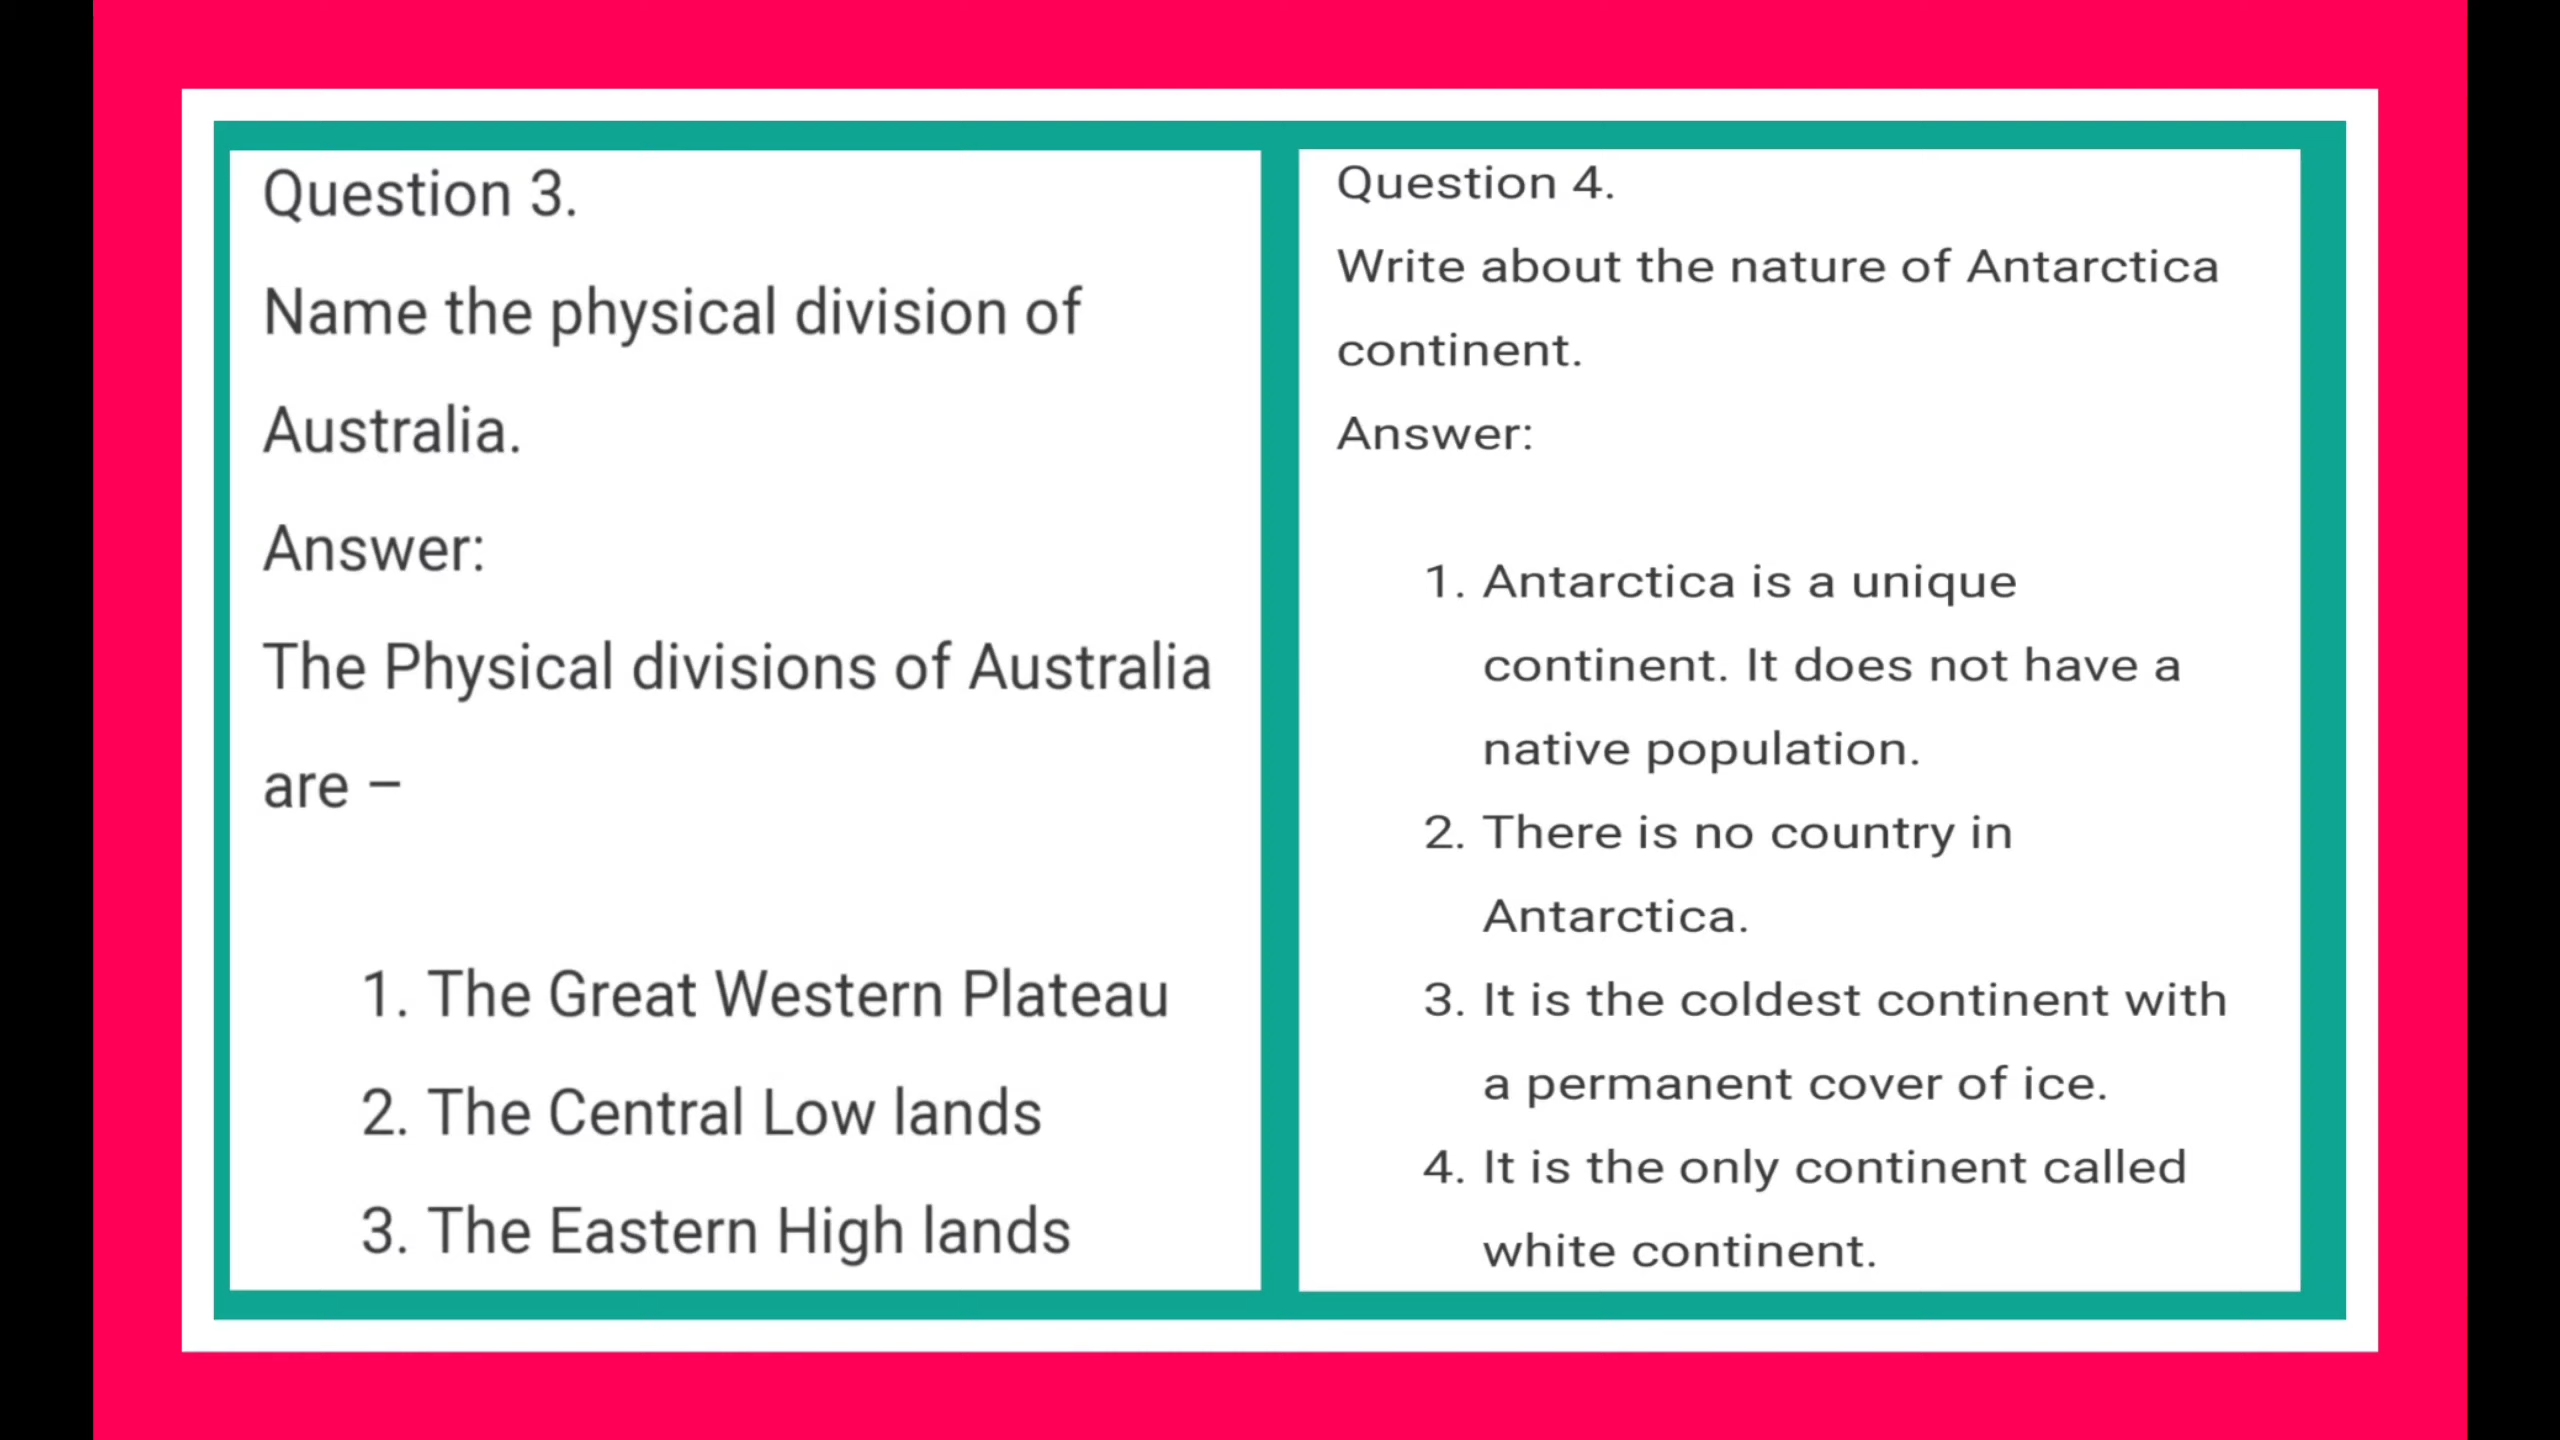 Question 3.
Name the physical division of
Australia.
Answer:
The Physical divisions of Australia
are –
1. The Great Western Plateau
2. The Central Low lands
3. The Eastern High lands
Question 4.
Write about the nature of Antarctica
continent.
Answer:
1. Antarctica is a unique
continent. It does not have a
native population.
2. There is no country in
Antarctica.
3. It is the coldest continent with
a permanent cover of ice.
4. It is the only continent called
white continent.